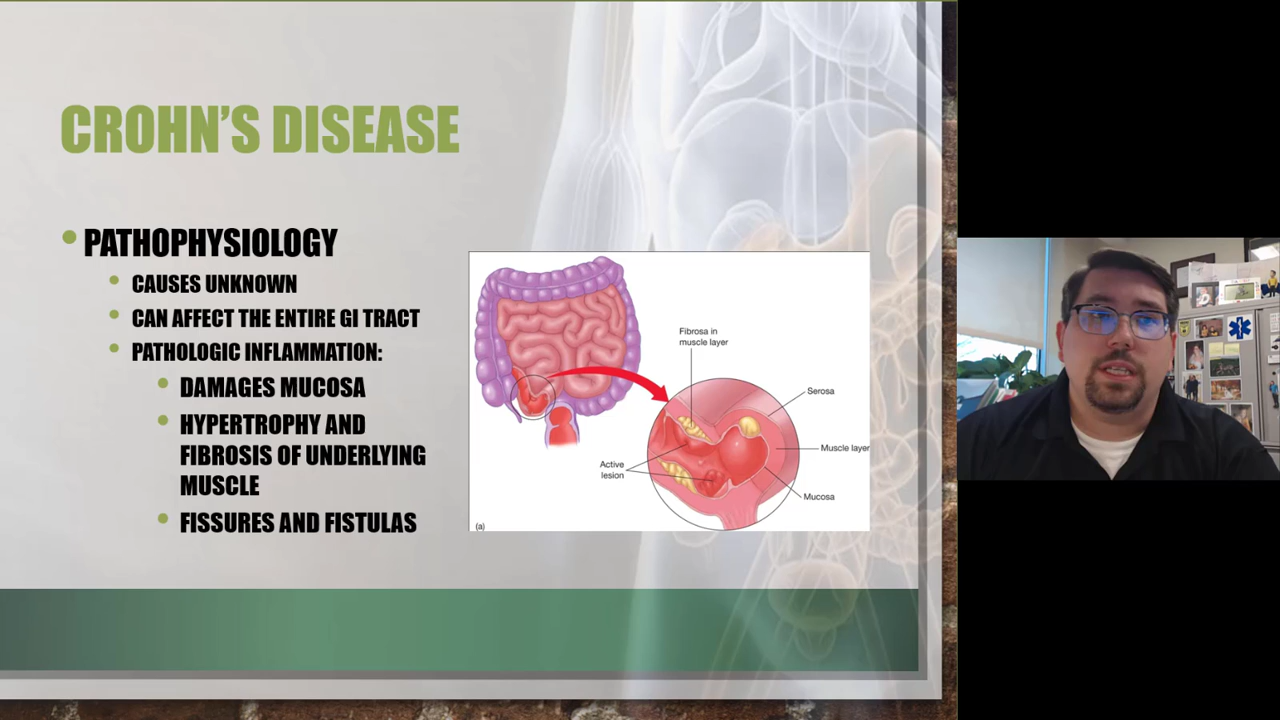 CROHN'S DISEASE
PATHOPHYSIOLOGY
CAUSES UNKNOWN
CAN AFFECT THE ENTIRE GI TRACT
PATHOLOGIC INFLAMMATION:
DAMAGES MUCOSA
HYPERTROPHY AND
FIBROSIS OF UNDERLYING
MUSCLE
FISSURES AND FISTULAS
Fibrosa in
muscle layer
Serosa
Muscle layer
Active
lesion
Mucosa
(a)